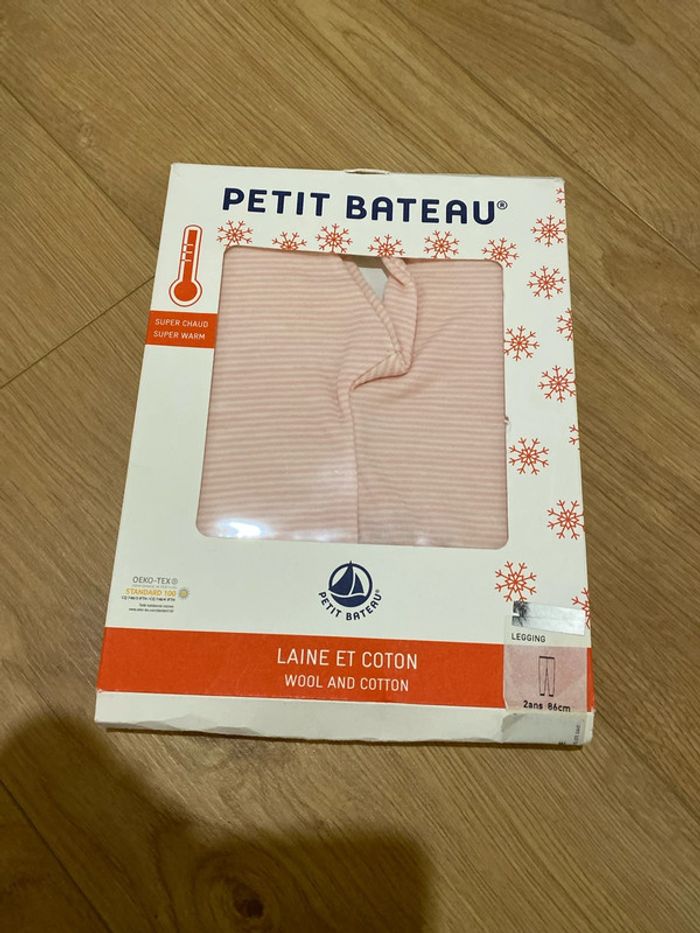 PETIT BATEAU®
SUPER CHAUD
SUPER WARM
OEKO-TEX®
STANDARD 100
PETIT BATEAU®
LAINE ET COTON
WOOL AND COTTON
LEGGING
2ans 86cm